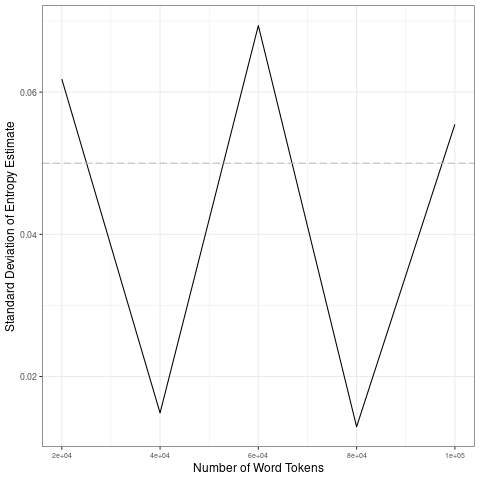 Standard Deviation of Entropy Estimate
0.06
0.04
0.02
2e+04 4e+04 6e+04 8e+04 1e+05
Number of Word Tokens